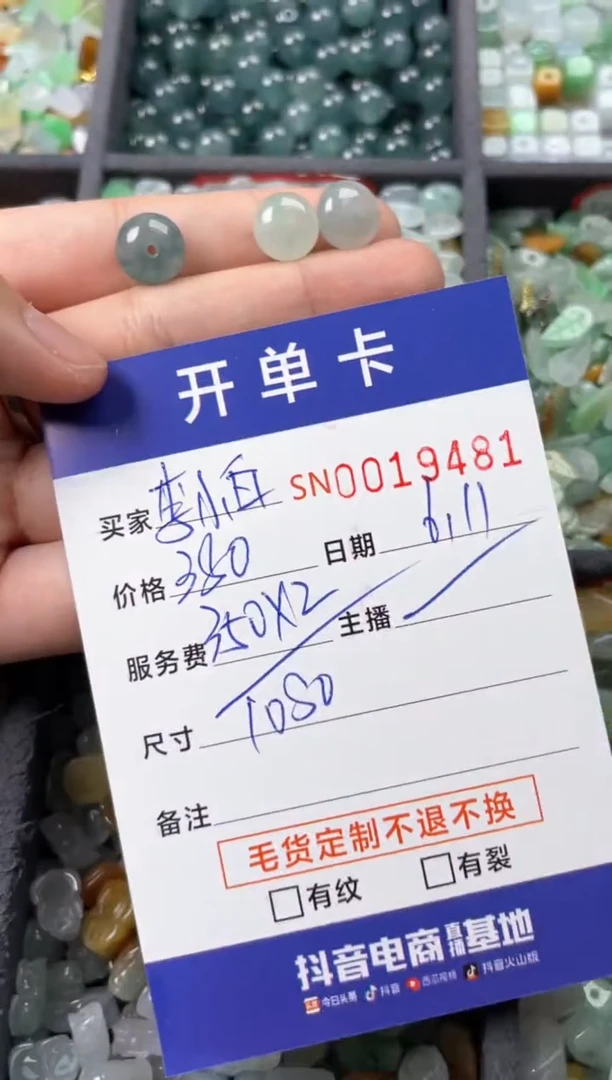 开单卡
买家 李小白 SN0019481
价格 380 日期 6.11
服务费 350X2 主播
尺寸 1080
备注
毛货定制不退不换
有纹 有裂
抖音电商直播基地
今日头条 抖音 西瓜视频 抖音火山版